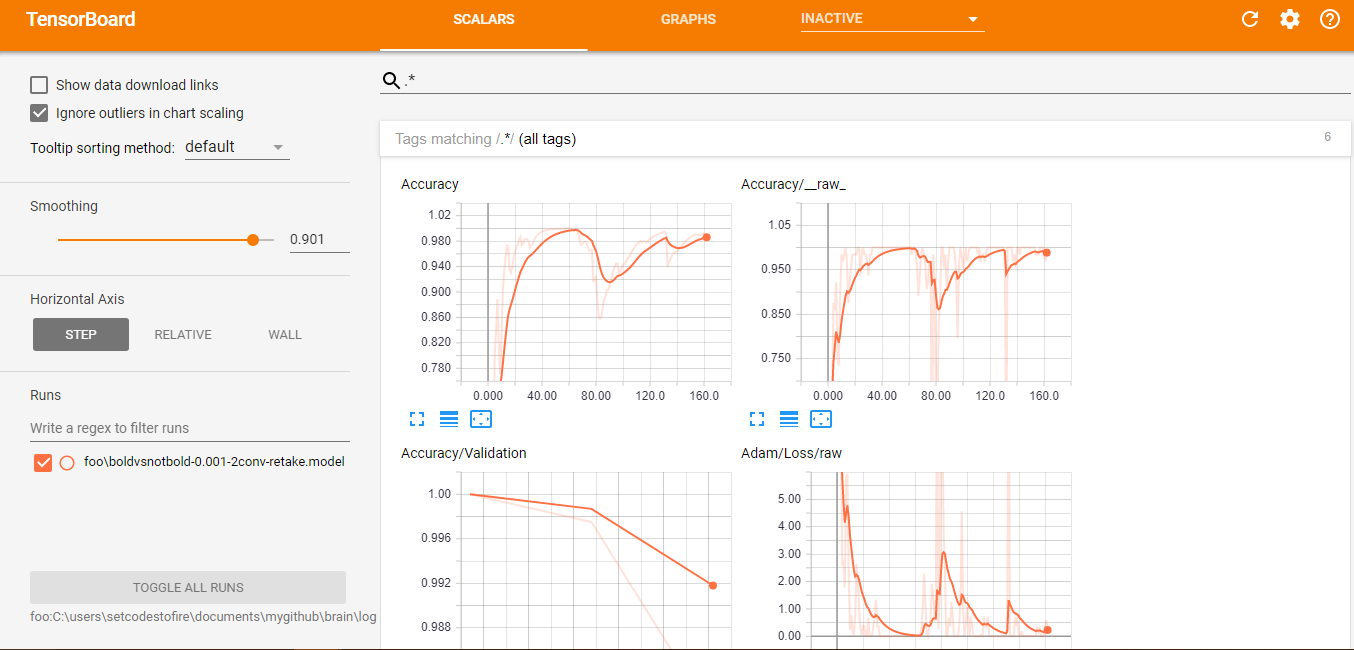 TensorBoard SCALARS GRAPHS INACTIVE
Show data download links
Ignore outliers in chart scaling
Tooltip sorting method: default
Smoothing
0.901
Horizontal Axis
STEP RELATIVE WALL
Runs
Write a regex to filter runs
foo\boldvsnotbold-0.001-2conv-retake.model
TOGGLE ALL RUNS
foo:C:\users\setcodestofire\documents\mygithub\brain\log
.*
Tags matching /.*/ (all tags) 6
Accuracy
1.02
0.980
0.940
0.900
0.860
0.820
0.780
0.000 40.00 80.00 120.0 160.0
Accuracy/__raw_
1.05
0.950
0.850
0.750
0.000 40.00 80.00 120.0 160.0
Accuracy/Validation
1.00
0.996
0.992
0.988
Adam/Loss/raw
5.00
4.00
3.00
2.00
1.00
0.00